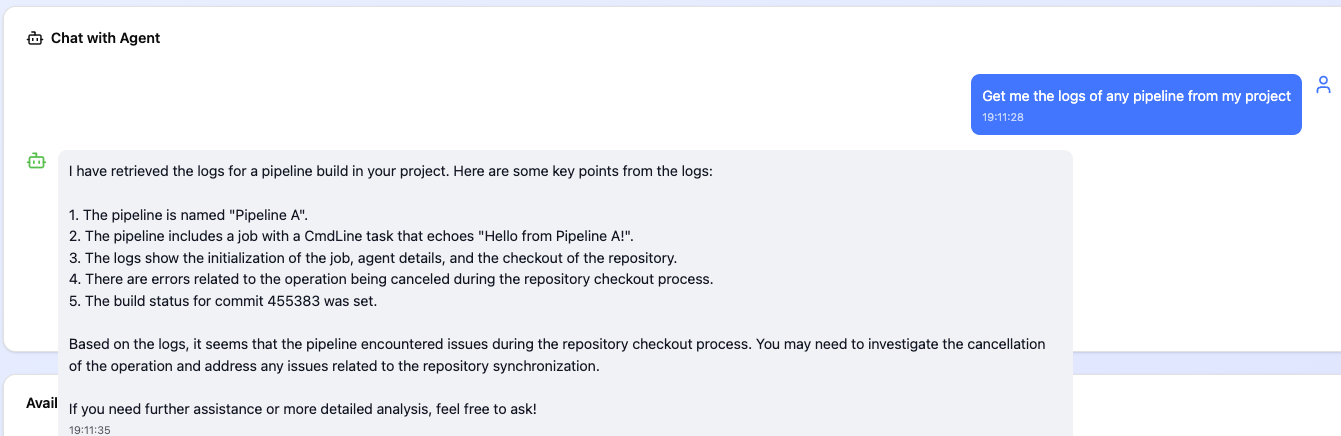 Chat with Agent
Get me the logs of any pipeline from my project
19:11:28
I have retrieved the logs for a pipeline build in your project. Here are some key points from the logs:
1. The pipeline is named "Pipeline A".
2. The pipeline includes a job with a CmdLine task that echoes "Hello from Pipeline A!".
3. The logs show the initialization of the job, agent details, and the checkout of the repository.
4. There are errors related to the operation being canceled during the repository checkout process.
5. The build status for commit 455383 was set.
Based on the logs, it seems that the pipeline encountered issues during the repository checkout process. You may need to investigate the cancellation
of the operation and address any issues related to the repository synchronization.
Avail
If you need further assistance or more detailed analysis, feel free to ask!
19:11:35